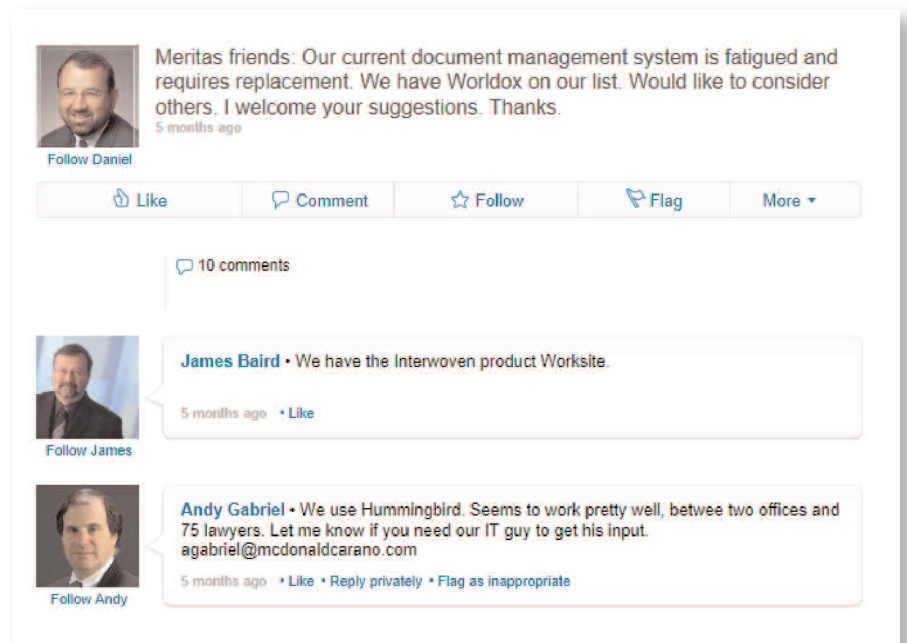 Meritas friends: Our current document management system is fatigued and
requires replacement. We have Worldox on our list. Would like to consider
others. I welcome your suggestions. Thanks.
5 months ago
Follow Daniel
Like Comment Follow Flag More
10 comments
James Baird • We have the Interwoven product Worksite.
5 months ago • Like
Follow James
Andy Gabriel • We use Hummingbird. Seems to work pretty well, betwee two offices and
75 lawyers. Let me know if you need our IT guy to get his input.
agabriel@mcdonaldcarano.com
5 months ago • Like • Reply privately • Flag as inappropriate
Follow Andy